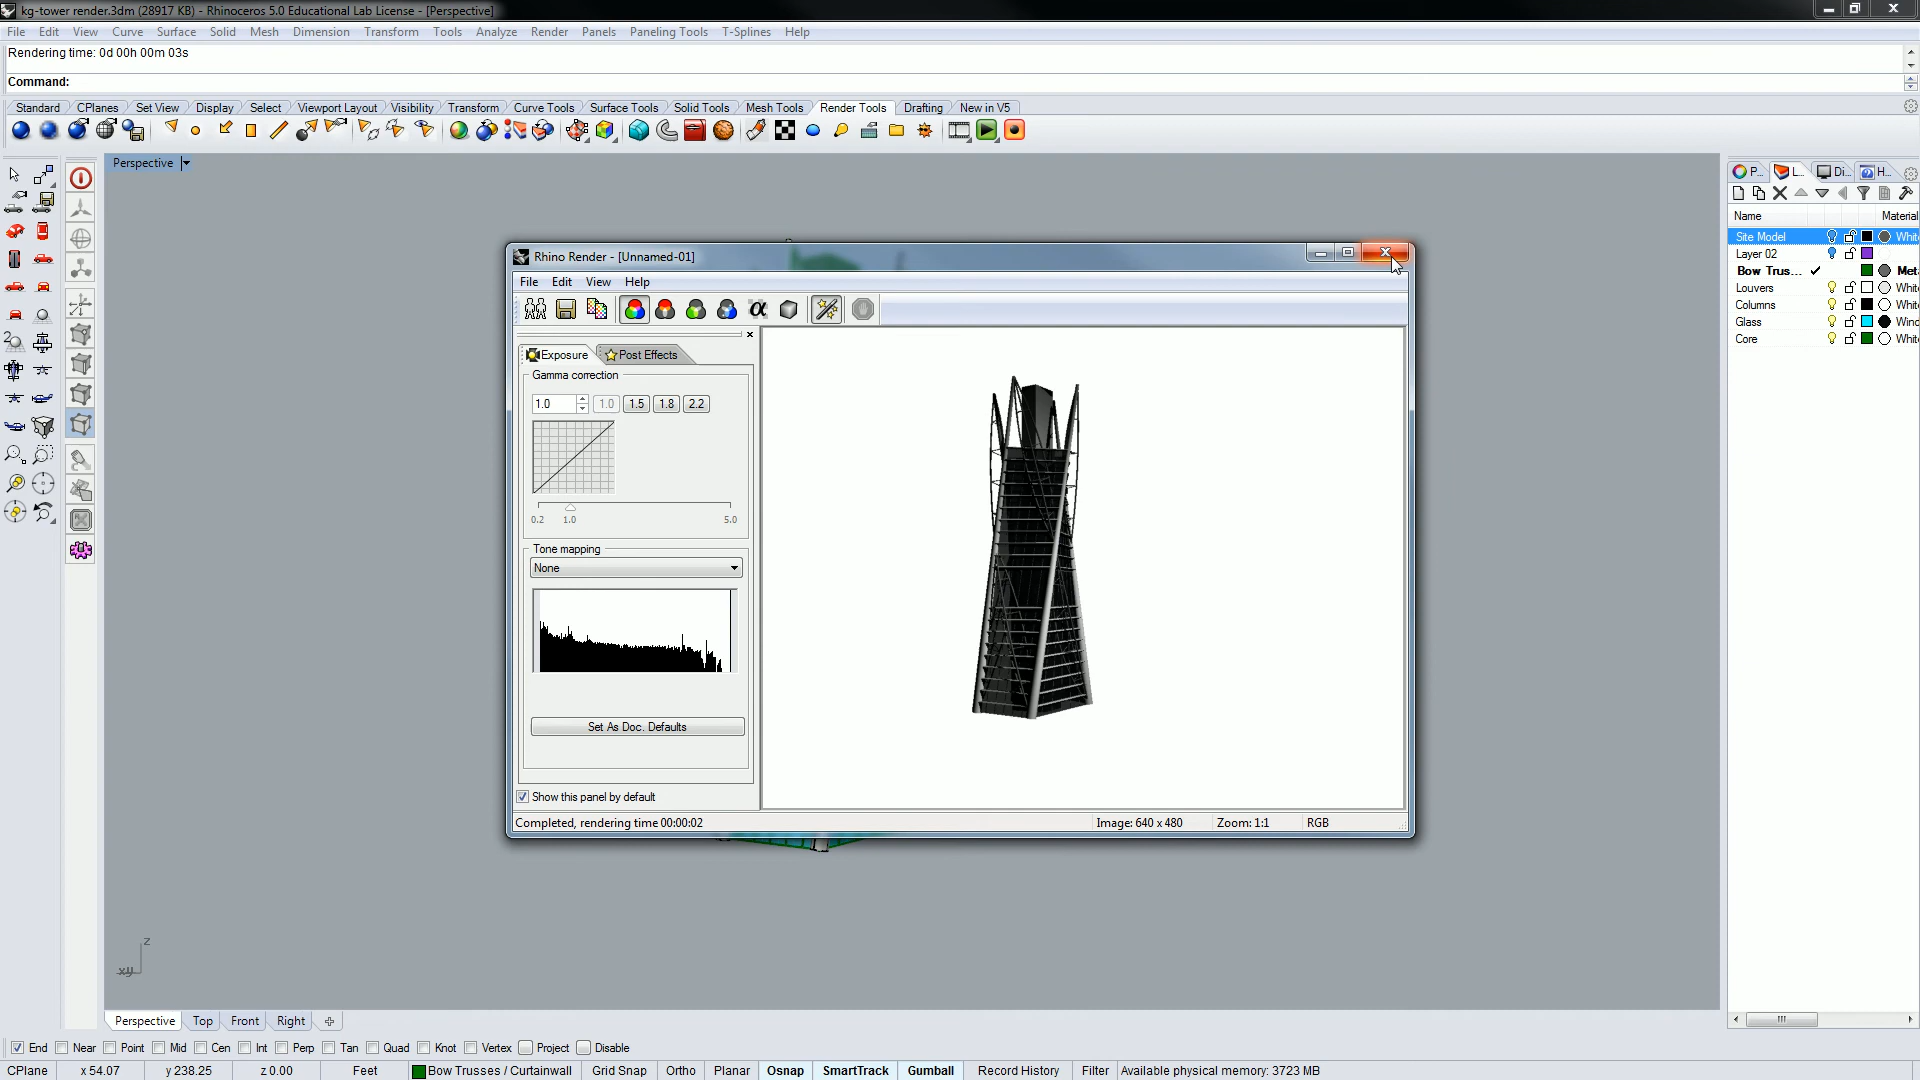 kg-tower render.3dm (28917 KB) - Rhinoceros 5.0 Educational Lab License - [Perspective]
File Edit View Curve Surface Solid Mesh Dimension Transform Tools Analyze Render Panels Paneling Tools T-Splines Help
Rendering time: 0d 00h 00m 03s
Command:
Standard CPlanes Set View Display Select Viewport Layout Visibility Transform Curve Tools Surface Tools Solid Tools Mesh Tools Render Tools Drafting New in V5
Perspective
P... L... Di... H...
Name Material
Site Model White
Layer 02
Bow Trus... ✓ Meta
Louvers White
Columns White
Glass Wind
Core White
Rhino Render - [Unnamed-01]
File Edit View Help
α
Exposure Post Effects
Gamma correction
1.0 1.0 1.5 1.8 2.2
0.2 1.0 5.0
Tone mapping
None
Set As Doc. Defaults
Show this panel by default
Completed, rendering time 00:00:02 Image: 640 x 480 Zoom: 1:1 RGB
z
xy
Perspective Top Front Right
End Near Point Mid Cen Int Perp Tan Quad Knot Vertex Project Disable
CPlane x 54.07 y 238.25 z 0.00 Feet Bow Trusses / Curtainwall Grid Snap Ortho Planar Osnap SmartTrack Gumball Record History Filter Available physical memory: 3723 MB